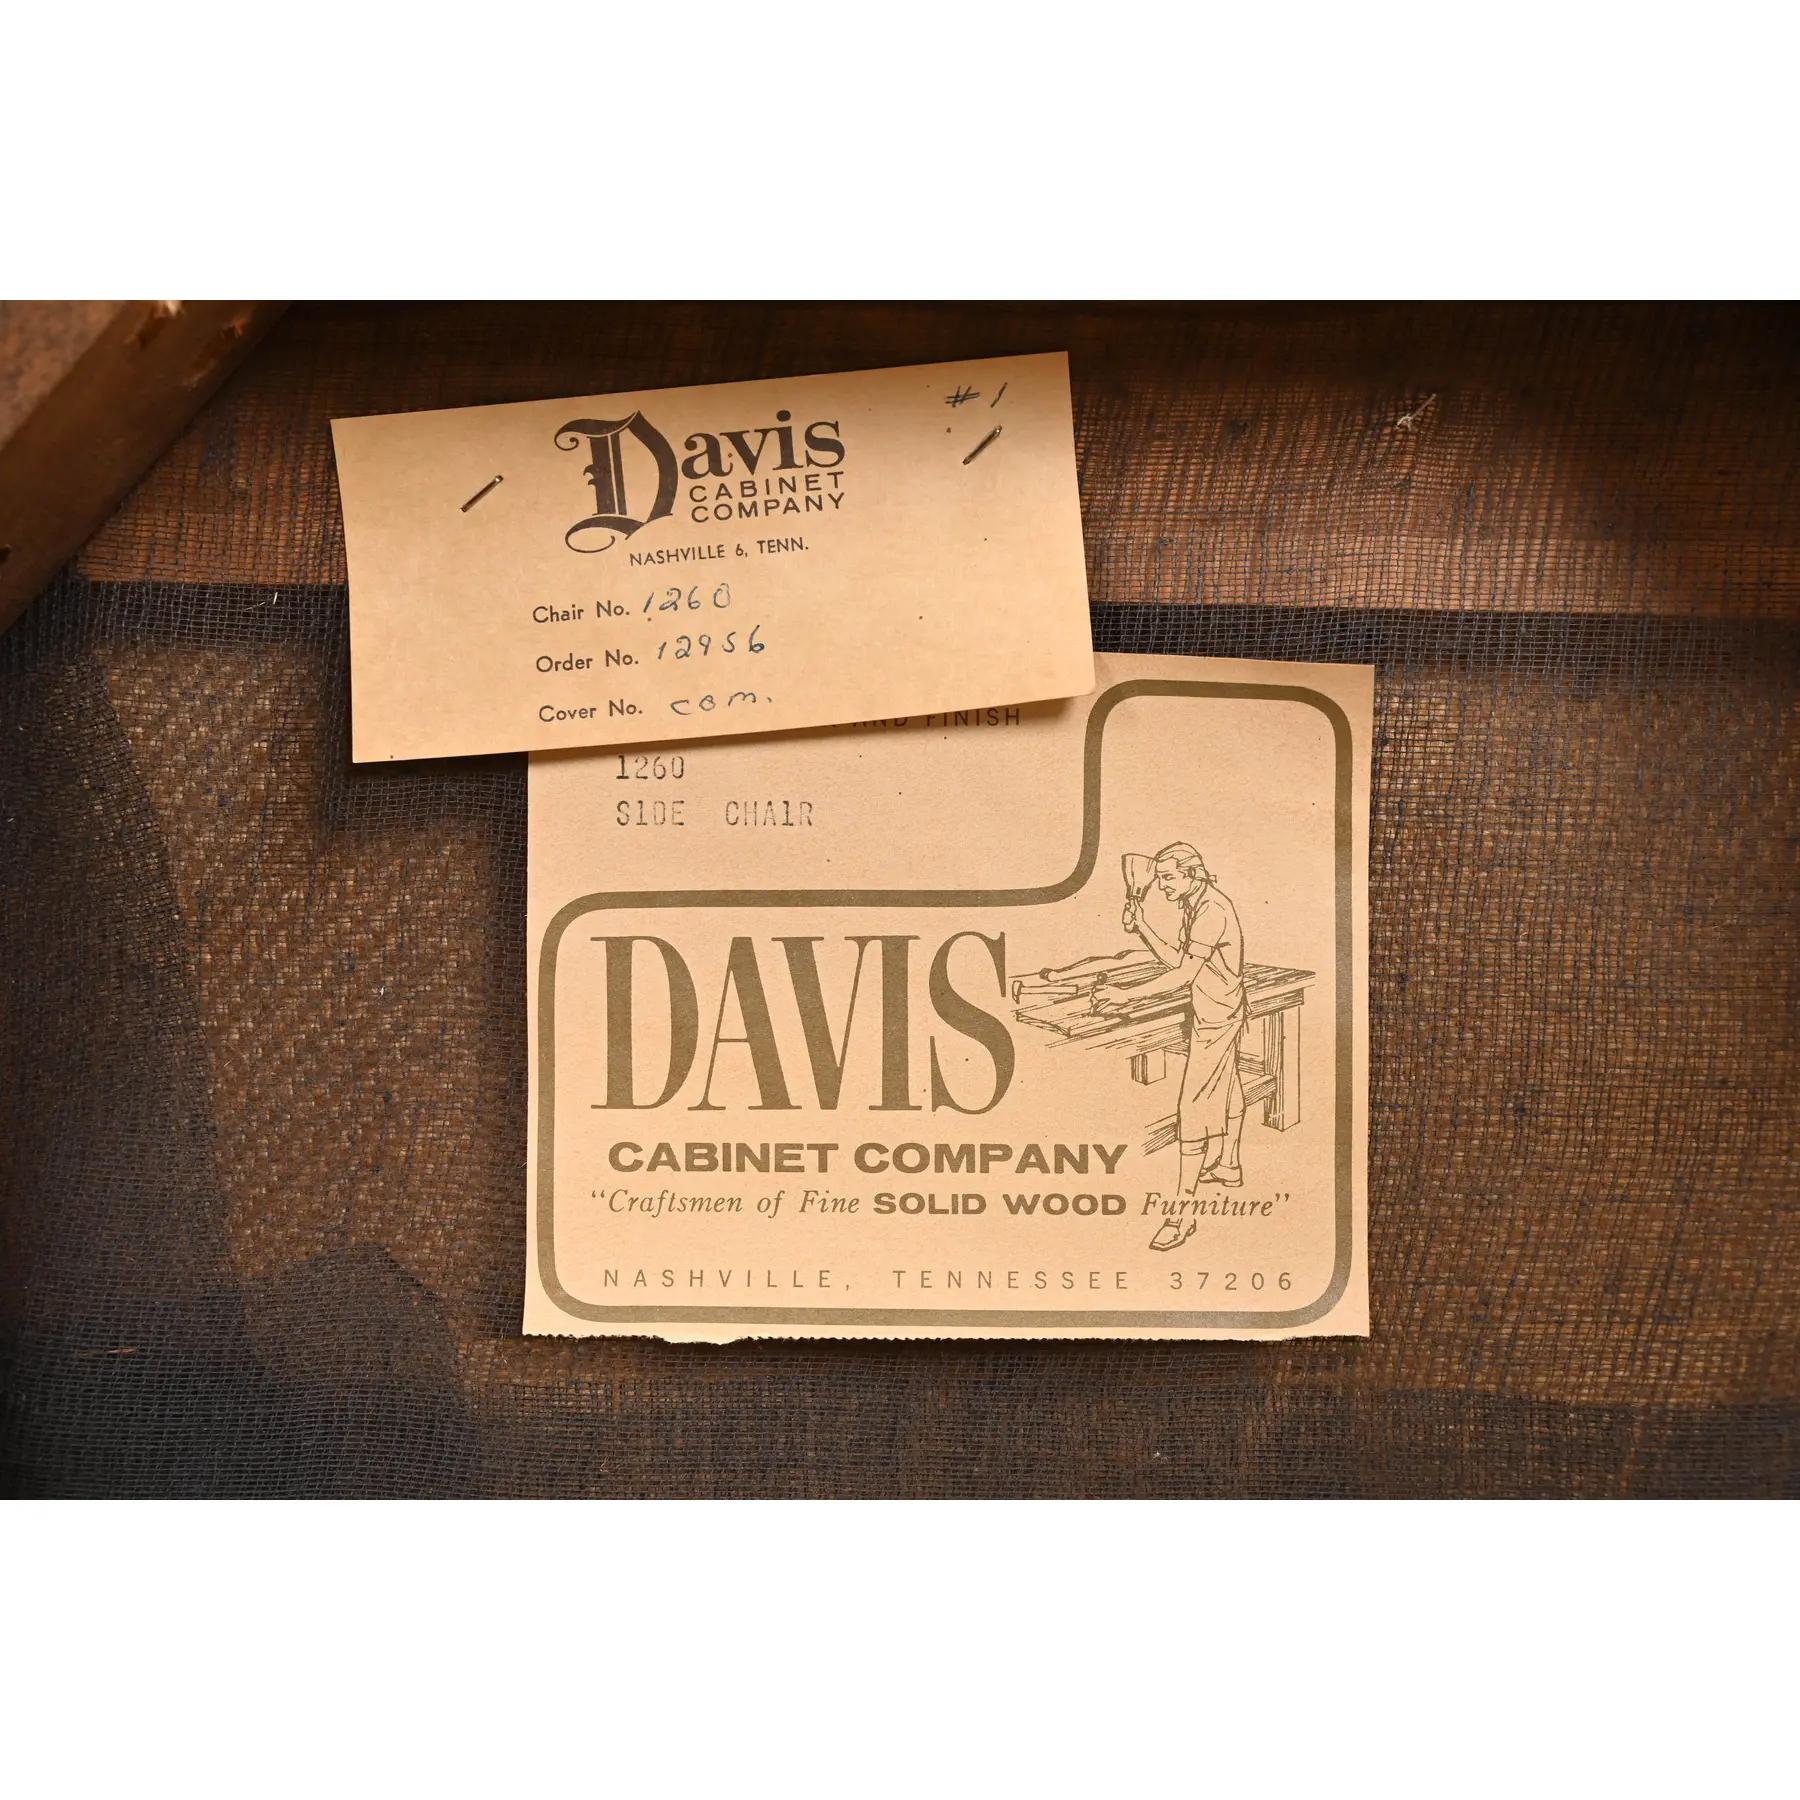 #1
Davis
CABINET
COMPANY
NASHVILLE 6, TENN.
Chair No. 1260
Order No. 12956
Cover No. com.
AND FINISH
1260
SIDE CHAIR
DAVIS
CABINET COMPANY
“Craftsmen of Fine SOLID WOOD Furniture”
NASHVILLE, TENNESSEE 37206